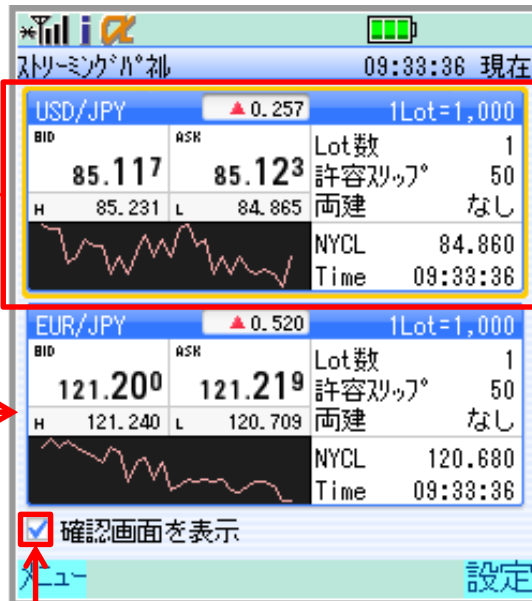 i α
ｽﾄﾘｰﾐﾝｸﾞﾊﾟﾈﾙ 09:33:36 現在
USD/JPY ▲0.257 1Lot=1,000
BID ASK Lot数 1
85.117 85.123 許容ｽﾘｯﾌﾟ 50
H 85.231 L 84.865 両建 なし
NYCL 84.860
Time 09:33:36
EUR/JPY ▲0.520 1Lot=1,000
BID ASK Lot数 1
121.200 121.219 許容ｽﾘｯﾌﾟ 50
H 121.240 L 120.709 両建 なし
NYCL 120.680
Time 09:33:36
確認画面を表示
ﾒﾆｭｰ 設定